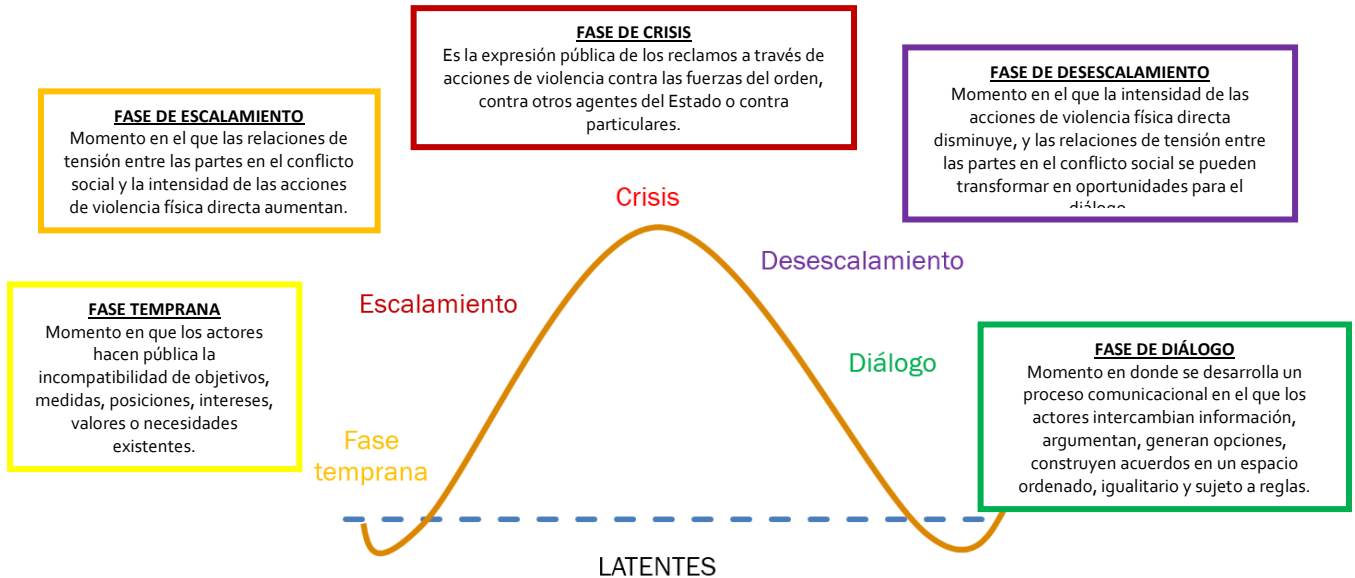 FASE DE CRISIS
Es la expresión pública de los reclamos a través de
acciones de violencia contra las fuerzas del orden,
contra otros agentes del Estado o contra
particulares.
FASE DE ESCALAMIENTO
Momento en el que las relaciones de
tensión entre las partes en el conflicto
social y la intensidad de las acciones
de violencia física directa aumentan.
FASE DE DESESCALAMIENTO
Momento en el que la intensidad de las
acciones de violencia física directa
disminuye, y las relaciones de tensión entre
las partes en el conflicto social se pueden
transformar en oportunidades para el
diálogo
Crisis
Desescalamiento
Escalamiento
FASE TEMPRANA
Momento en que los actores
hacen pública la
incompatibilidad de objetivos,
medidas, posiciones, intereses,
valores o necesidades
existentes.
Diálogo
FASE DE DIÁLOGO
Momento en donde se desarrolla un
proceso comunicacional en el que los
actores intercambian información,
argumentan, generan opciones,
construyen acuerdos en un espacio
ordenado, igualitario y sujeto a reglas.
Fase
temprana
LATENTES